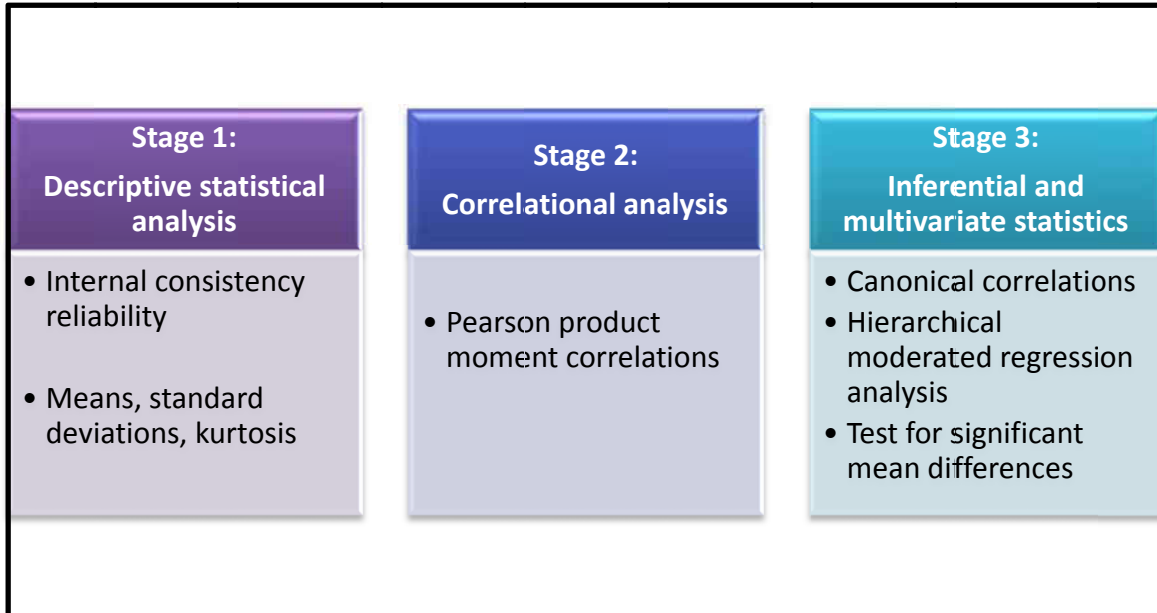 Stage 1:
Descriptive statistical
analysis
• Internal consistency
reliability
• Means, standard
deviations, kurtosis
Stage 2:
Correlational analysis
• Pearson product
moment correlations
Stage 3:
Inferential and
multivariate statistics
• Canonical correlations
• Hierarchical
moderated regression
analysis
• Test for significant
mean differences